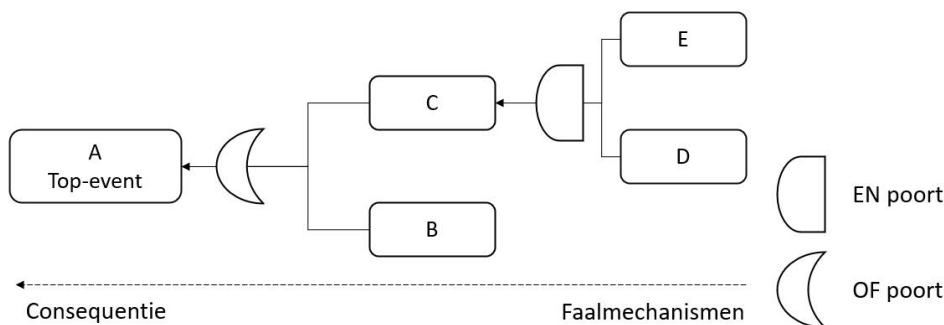 E
C
A
Top-event
D
B
EN poort
OF poort
Consequentie
Faalmechanismen